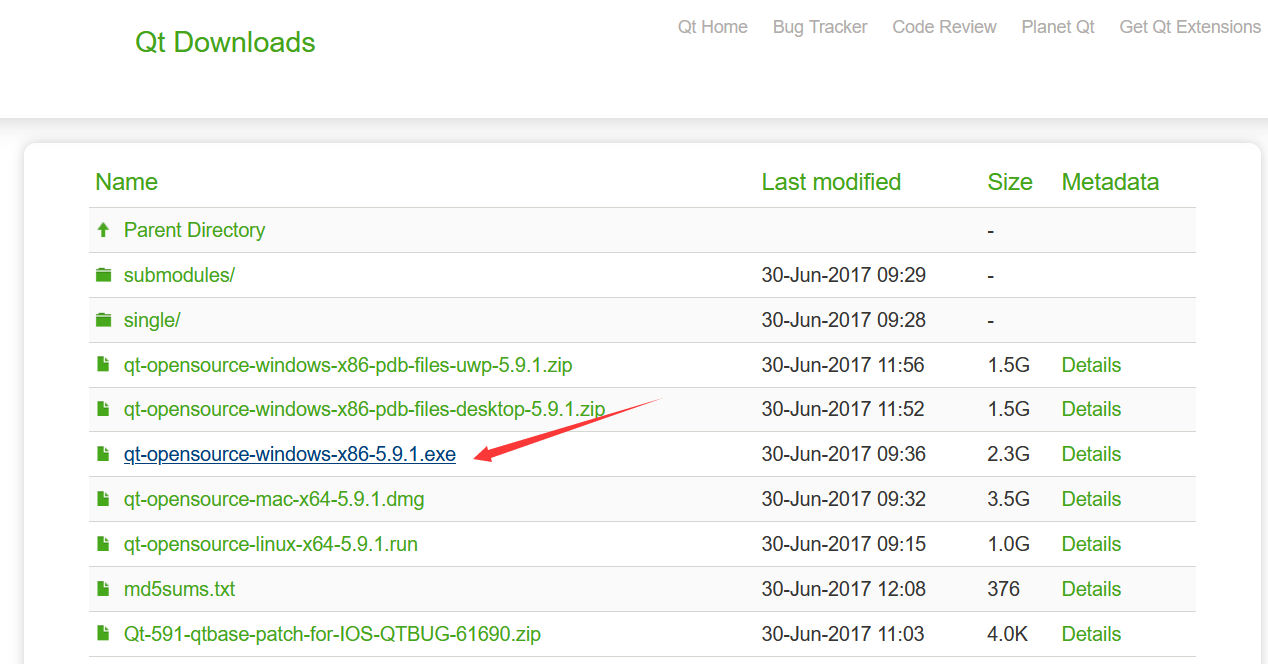 Qt Downloads
Qt Home Bug Tracker Code Review Planet Qt Get Qt Extensions
Name Last modified Size Metadata
Parent Directory -
submodules/ 30-Jun-2017 09:29 -
single/ 30-Jun-2017 09:28 -
qt-opensource-windows-x86-pdb-files-uwp-5.9.1.zip 30-Jun-2017 11:56 1.5G Details
qt-opensource-windows-x86-pdb-files-desktop-5.9.1.zip 30-Jun-2017 11:52 1.5G Details
qt-opensource-windows-x86-5.9.1.exe 30-Jun-2017 09:36 2.3G Details
qt-opensource-mac-x64-5.9.1.dmg 30-Jun-2017 09:32 3.5G Details
qt-opensource-linux-x64-5.9.1.run 30-Jun-2017 09:15 1.0G Details
md5sums.txt 30-Jun-2017 12:08 376 Details
Qt-591-qtbase-patch-for-IOS-QTBUG-61690.zip 30-Jun-2017 11:03 4.0K Details